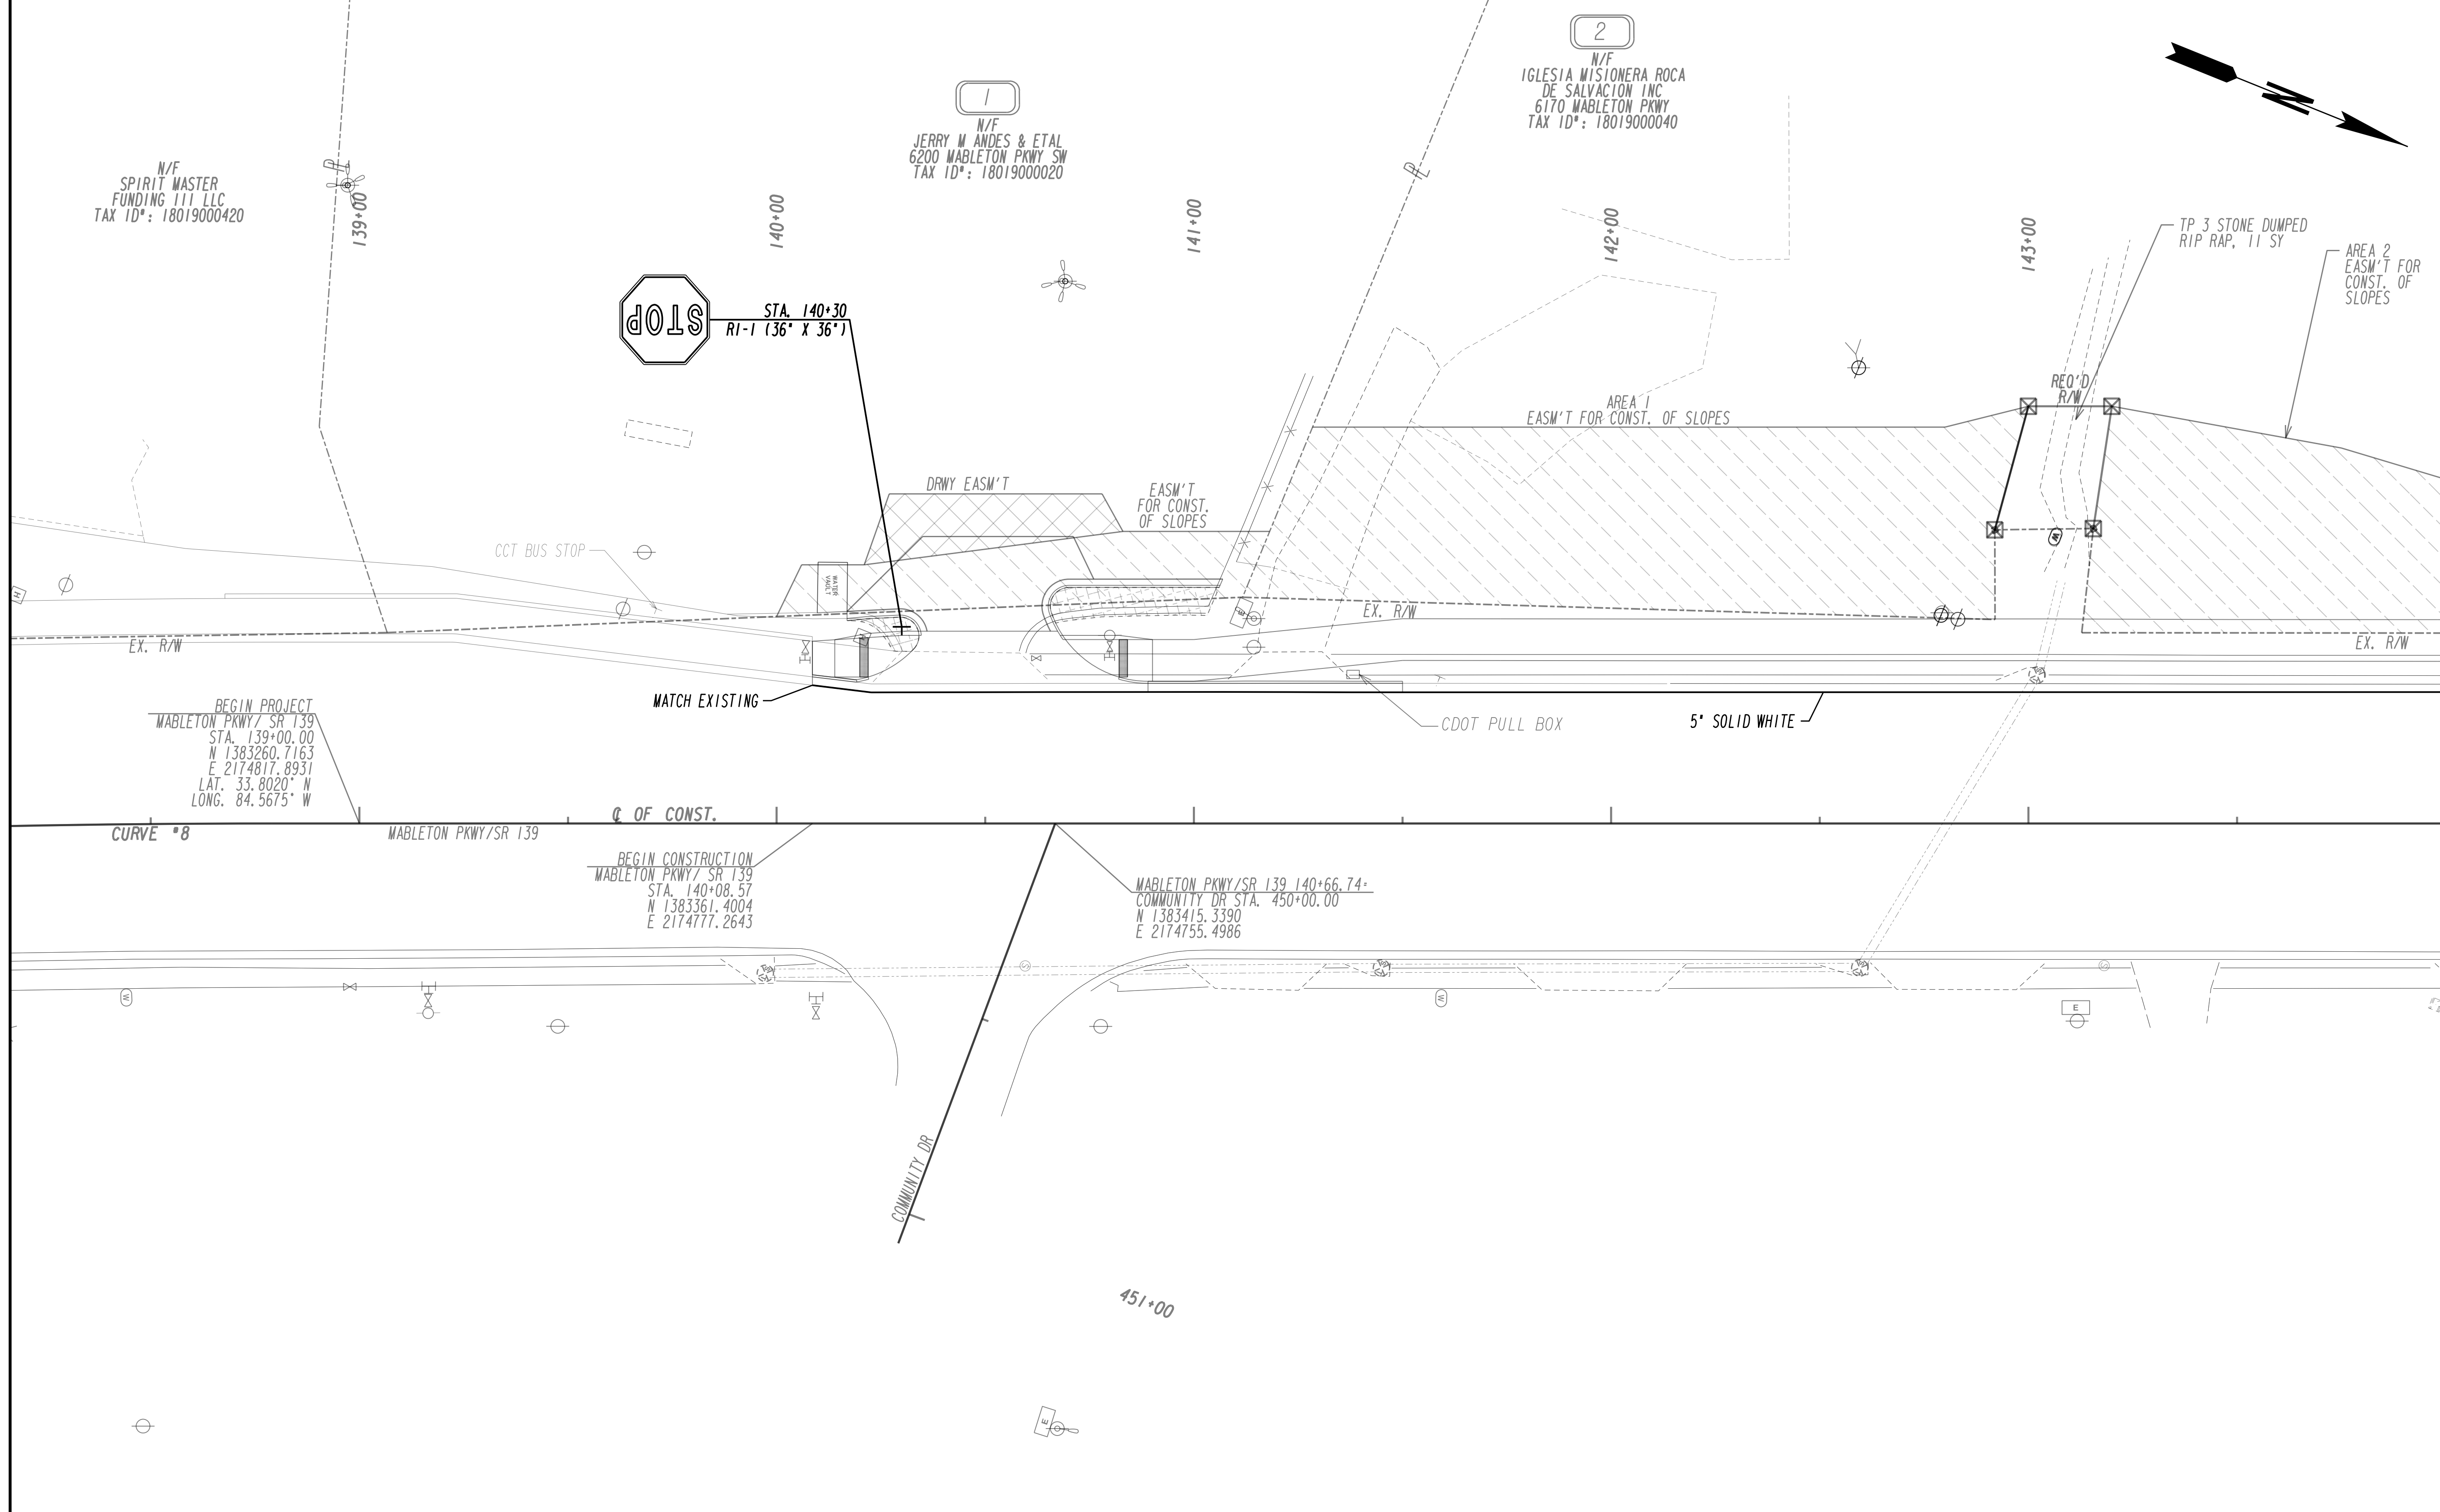 2
N/F
IGLESIA MISIONERA ROCA
DE SALVACION INC
6170 MABLETON PKWY
TAX ID#: 18019000040
N
1
N/F
JERRY M ANDES & ETAL
6200 MABLETON PKWY SW
TAX ID#: 18019000020
N/F
SPIRIT MASTER
FUNDING III LLC
TAX ID#: 18019000420
PL
PL
139+00
140+00
141+00
142+00
143+00
TP 3 STONE DUMPED
RIP RAP, 11 SY
AREA 2
EASM'T FOR
CONST. OF
SLOPES
STOP
STA. 140+30
R1-1 (36" X 36")
REQ'D
R/W
AREA 1
EASM'T FOR CONST. OF SLOPES
DRWY EASM'T
EASM'T
FOR CONST.
OF SLOPES
CCT BUS STOP
WATER
VAULT
H
W
E
EX. R/W
EX. R/W
EX. R/W
MATCH EXISTING
CDOT PULL BOX
5" SOLID WHITE
BEGIN PROJECT
MABLETON PKWY/ SR 139
STA. 139+00.00
N 1383260.7163
E 2174817.8931
LAT. 33.8020° N
LONG. 84.5675° W
℄ OF CONST.
CURVE #8
MABLETON PKWY/SR 139
BEGIN CONSTRUCTION
MABLETON PKWY/ SR 139
STA. 140+08.57
N 1383361.4004
E 2174777.2643
MABLETON PKWY/SR 139 140+66.74=
COMMUNITY DR STA. 450+00.00
N 1383415.3390
E 2174755.4986
S
S
W
W
E
COMMUNITY DR
451+00
E